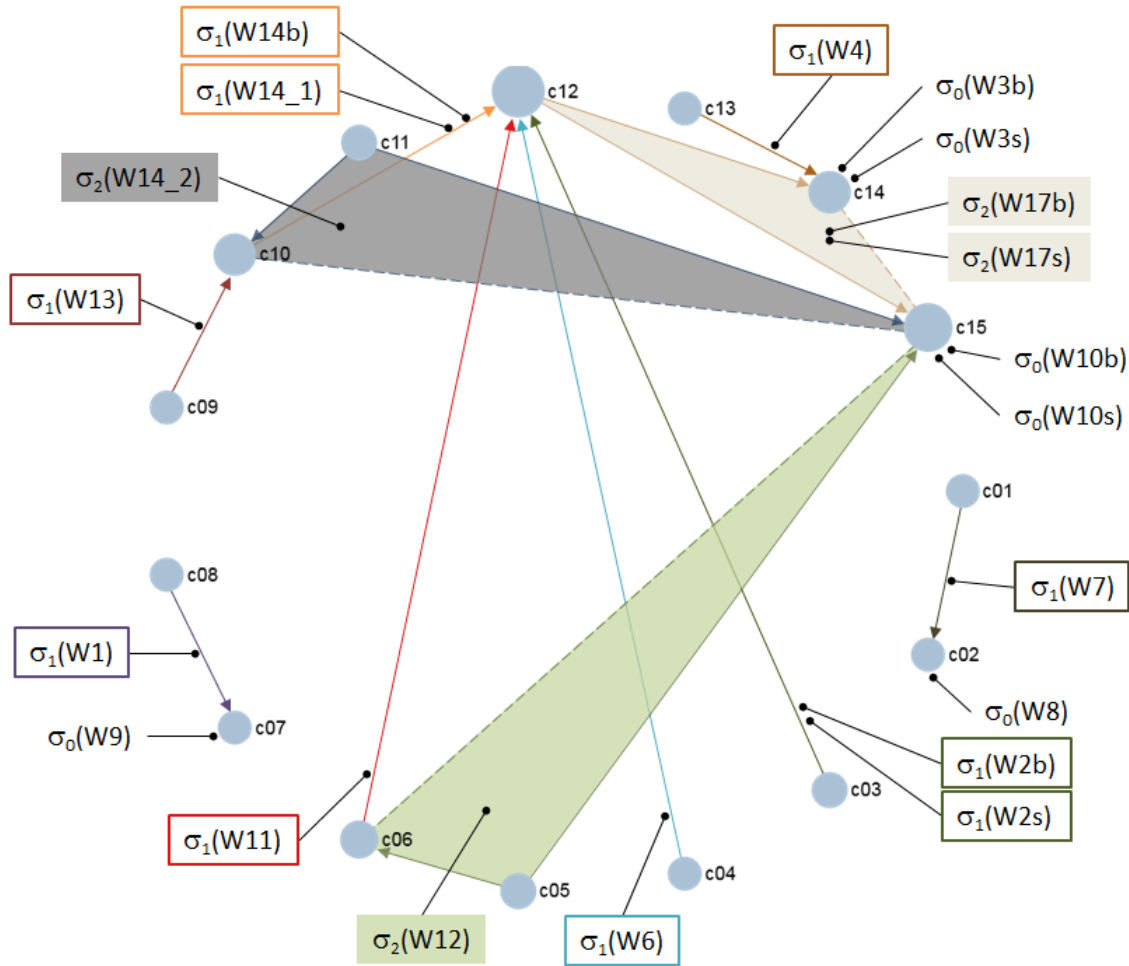 σ1(W14b)
σ1(W4)
c12
σ0(W3b)
σ1(W14_1)
c13
c11
σ0(W3s)
σ2(W14_2)
c14
σ2(W17b)
c10
σ2(W17s)
σ1(W13)
c15
σ0(W10b)
c09
σ0(W10s)
c01
c08
σ1(W7)
σ1(W1)
c02
σ0(W9)
c07
σ0(W8)
σ1(W2b)
c03
σ1(W2s)
σ1(W11)
c06
c04
c05
σ2(W12)
σ1(W6)